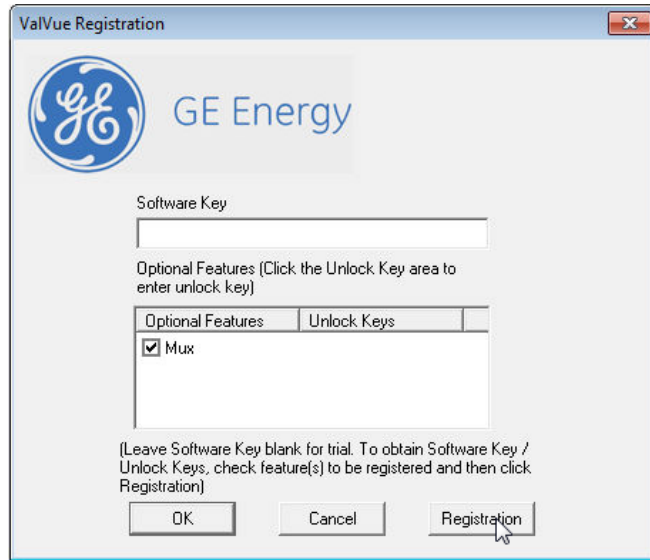 ValVue Registration
GE
GE Energy
Software Key
Optional Features (Click the Unlock Key area to
enter unlock key)
Optional Features Unlock Keys
Mux
(Leave Software Key blank for trial. To obtain Software Key /
Unlock Keys, check feature(s) to be registered and then click
Registration)
OK Cancel Registration